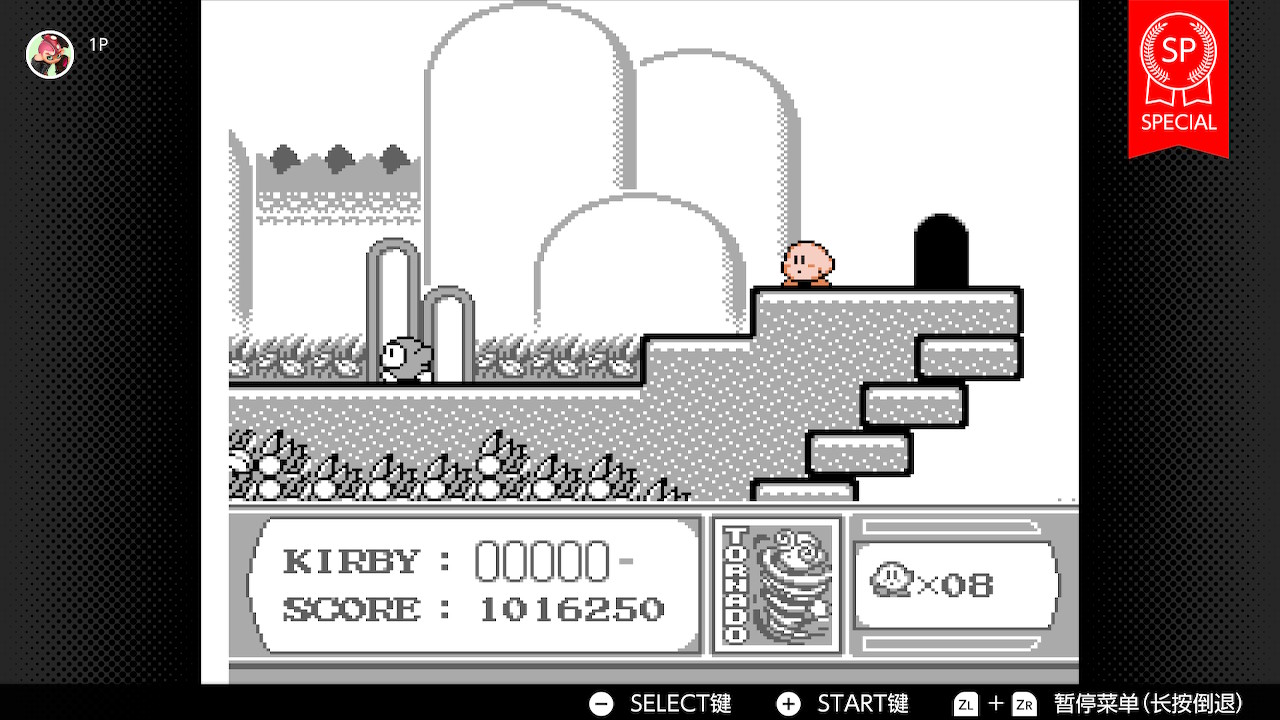 1P
SP
SPECIAL
KIRBY :
SCORE : 1016250
TORNADO
×08
SELECT键
START键
ZL + ZR 暂停菜单(长按倒退)